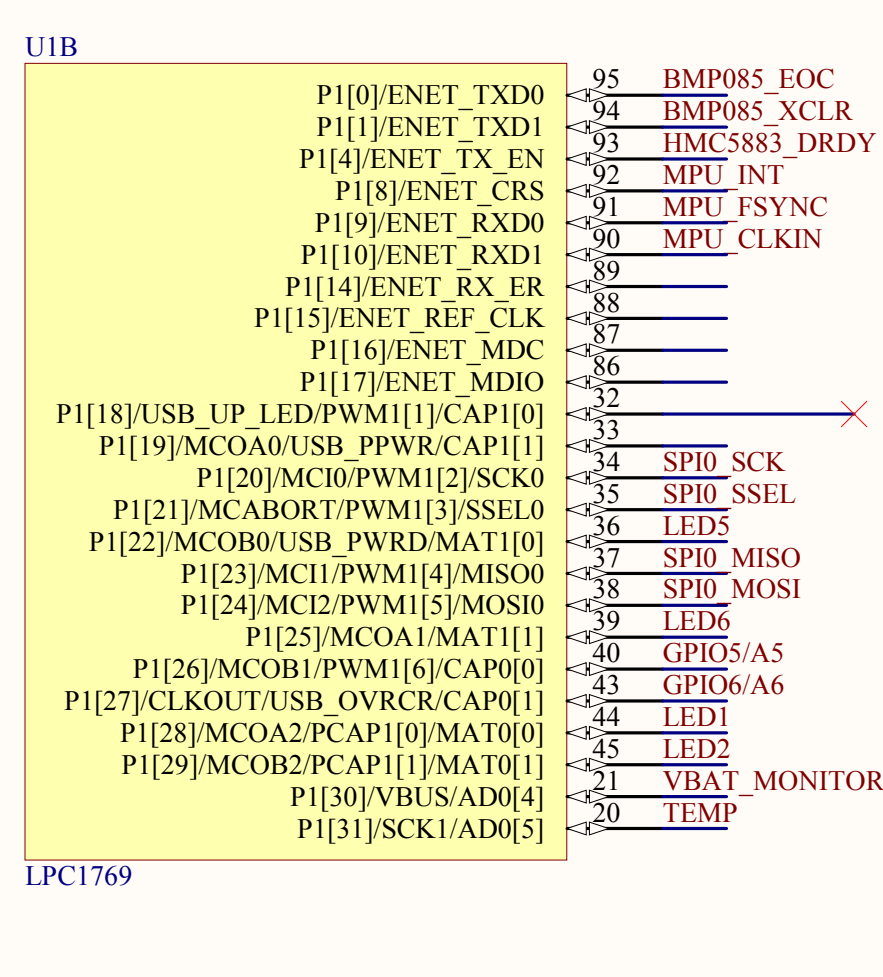 U1B
P1[0]/ENET_TXD0 95 BMP085_EOC
P1[1]/ENET_TXD1 94 BMP085_XCLR
P1[4]/ENET_TX_EN 93 HMC5883_DRDY
P1[8]/ENET_CRS 92 MPU_INT
P1[9]/ENET_RXD0 91 MPU_FSYNC
P1[10]/ENET_RXD1 90 MPU_CLKIN
P1[14]/ENET_RX_ER 89
P1[15]/ENET_REF_CLK 88
P1[16]/ENET_MDC 87
P1[17]/ENET_MDIO 86
P1[18]/USB_UP_LED/PWM1[1]/CAP1[0] 32
P1[19]/MCOA0/USB_PPWR/CAP1[1] 33
P1[20]/MCI0/PWM1[2]/SCK0 34 SPI0_SCK
P1[21]/MCABORT/PWM1[3]/SSEL0 35 SPI0_SSEL
P1[22]/MCOB0/USB_PWRD/MAT1[0] 36 LED5
P1[23]/MCI1/PWM1[4]/MISO0 37 SPI0_MISO
P1[24]/MCI2/PWM1[5]/MOSI0 38 SPI0_MOSI
P1[25]/MCOA1/MAT1[1] 39 LED6
P1[26]/MCOB1/PWM1[6]/CAP0[0] 40 GPIO5/A5
P1[27]/CLKOUT/USB_OVRCR/CAP0[1] 43 GPIO6/A6
P1[28]/MCOA2/PCAP1[0]/MAT0[0] 44 LED1
P1[29]/MCOB2/PCAP1[1]/MAT0[1] 45 LED2
P1[30]/VBUS/AD0[4] 21 VBAT_MONITOR
P1[31]/SCK1/AD0[5] 20 TEMP
LPC1769